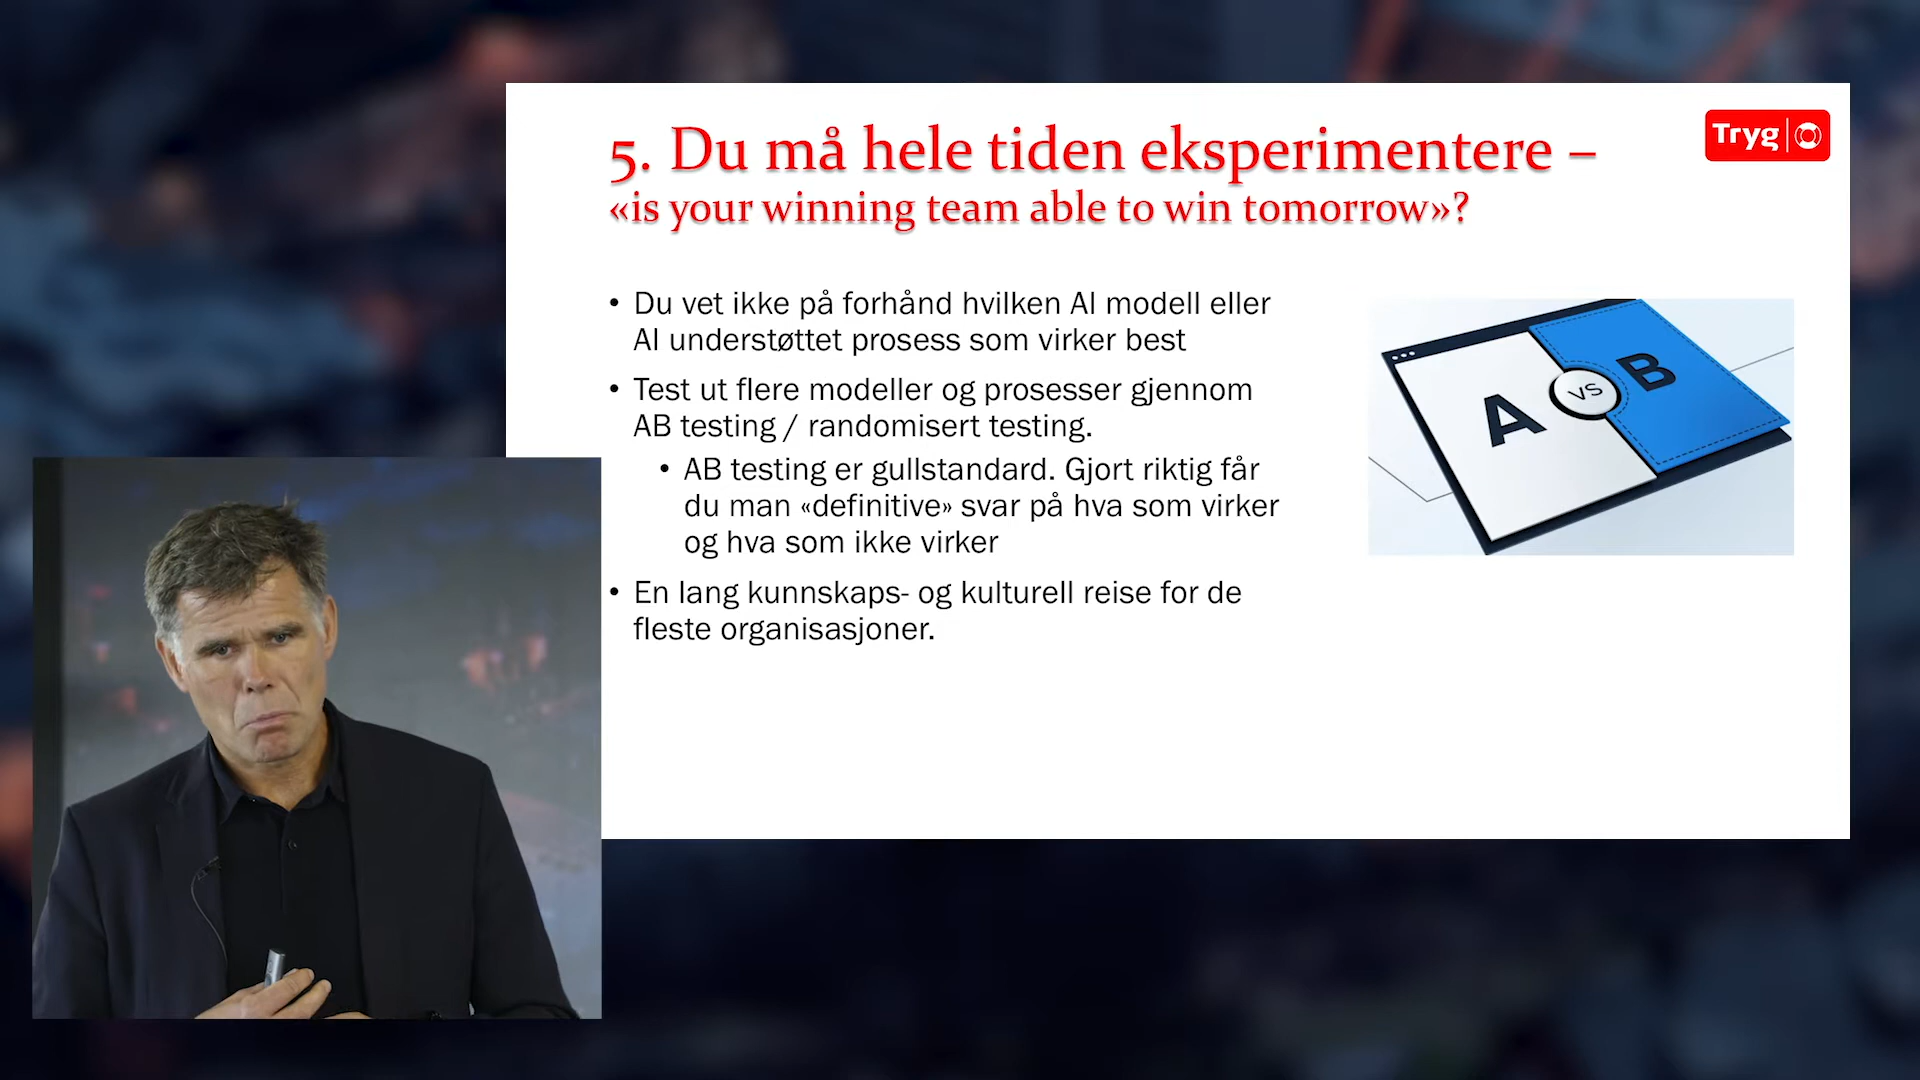 5. Du må hele tiden eksperimentere –
«is your winning team able to win tomorrow»?
Tryg
• Du vet ikke på forhånd hvilken AI modell eller
AI understøttet prosess som virker best
• Test ut flere modeller og prosesser gjennom
AB testing / randomisert testing.
• AB testing er gullstandard. Gjort riktig får
du man «definitive» svar på hva som virker
og hva som ikke virker
• En lang kunnskaps- og kulturell reise for de
fleste organisasjoner.
A VS B